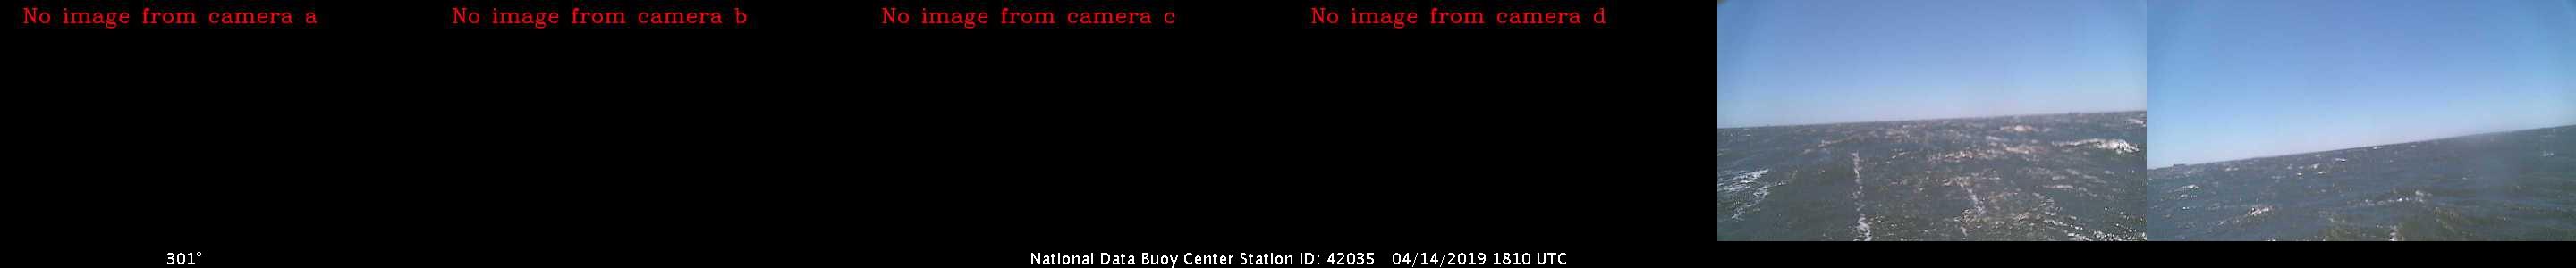 No image from camera a
No image from camera b
No image from camera c
No image from camera d
301°
National Data Buoy Center Station ID: 42035 04/14/2019 1810 UTC